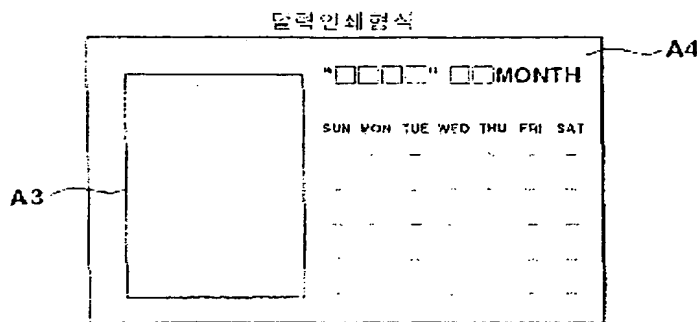 달력인쇄형식
A4
"□□□□" □□MONTH
SUN MON TUE WED THU FRI SAT
A3